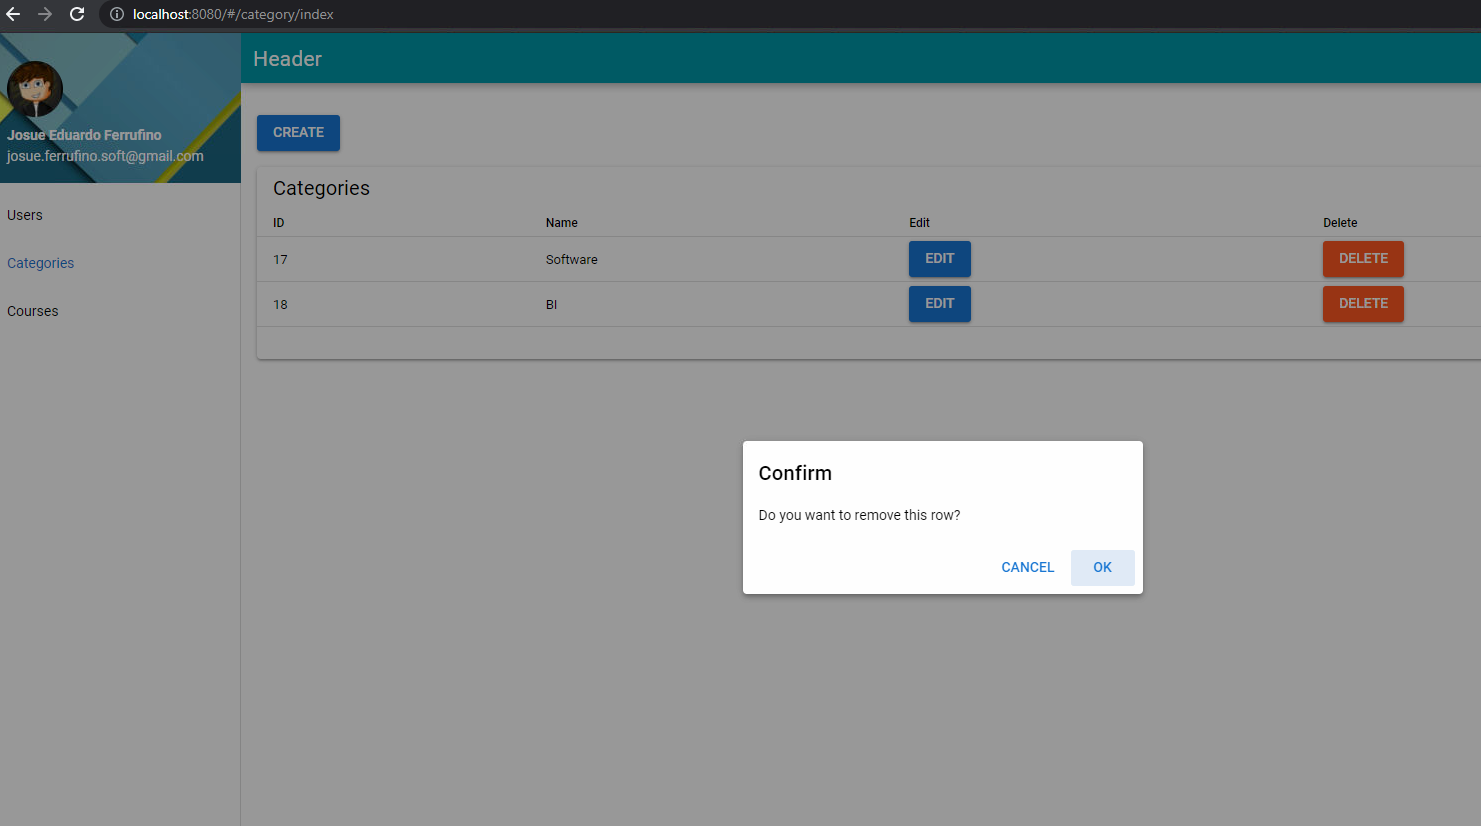 localhost:8080/#/category/index
Header
Josue Eduardo Ferrufino
josue.ferrufino.soft@gmail.com
Users
Categories
Courses
CREATE
Categories
ID Name Edit Delete
17 Software EDIT DELETE
18 BI EDIT DELETE
Confirm
Do you want to remove this row?
CANCEL OK